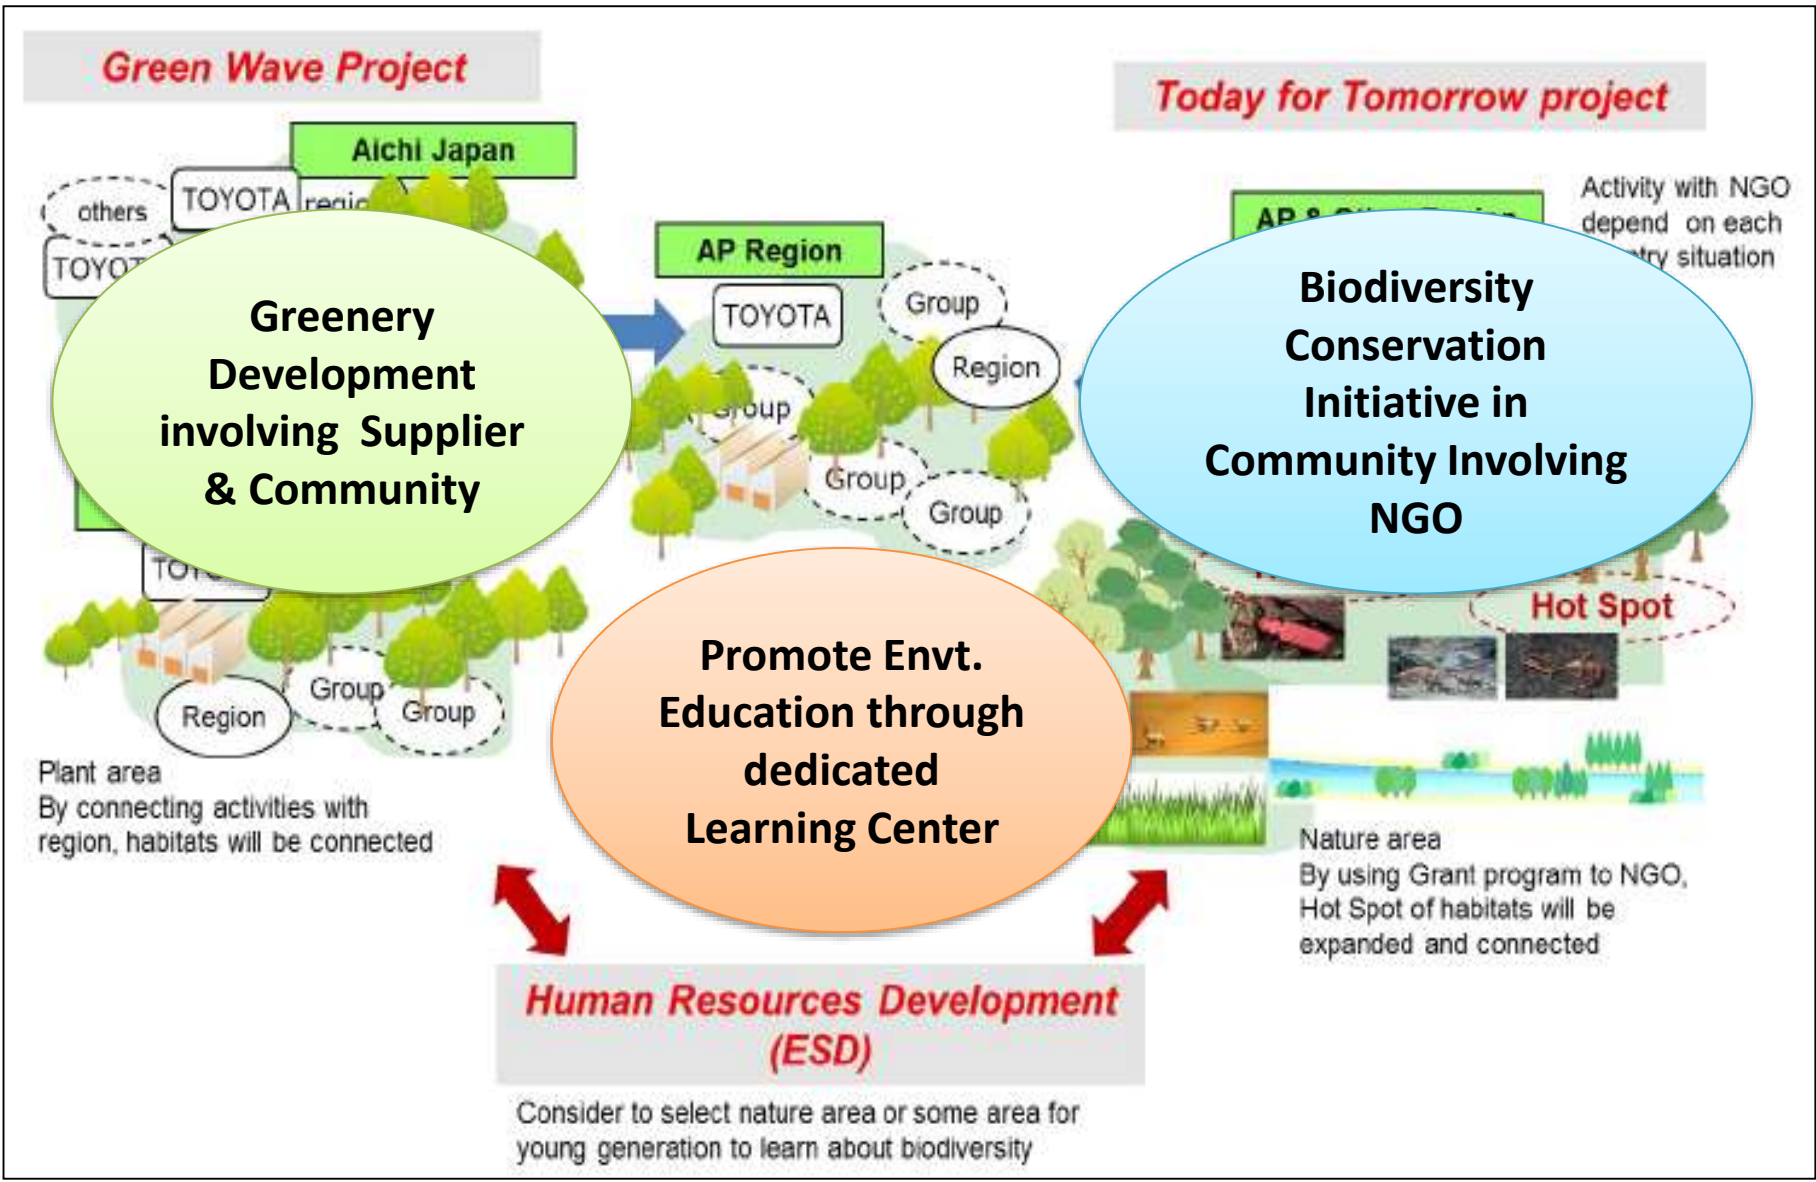 Green Wave Project
Today for Tomorrow project
Aichi Japan
others
TOYOTA
AP Region
TOYOTA
Group
Region
Group
Group
Group
Activity with NGO
depend on each
situation
Greenery
Development
involving Supplier
& Community
Biodiversity
Conservation
Initiative in
Community Involving
NGO
Hot Spot
Region
Group
Group
Plant area
By connecting activities with
region, habitats will be connected
Promote Envt.
Education through
dedicated
Learning Center
Nature area
By using Grant program to NGO,
Hot Spot of habitats will be
expanded and connected
Human Resources Development
(ESD)
Consider to select nature area or some area for
young generation to learn about biodiversity